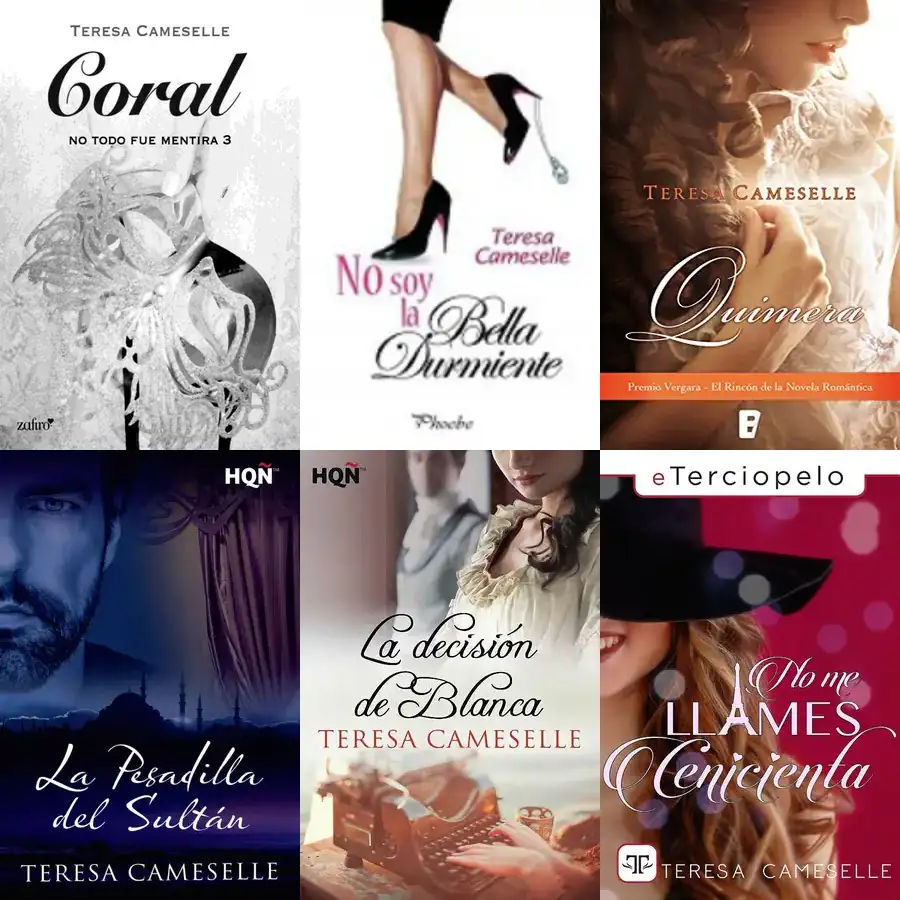 TERESA CAMESELLE
Coral
NO TODO FUE MENTIRA 3
zafiro
Teresa
Cameselle
No soy
la
Bella
Durmiente
Phoebe
TERESA CAMESELLE
Quimera
Premio Vergara - El Rincón de la Novela Romántica
B
HQÑ™
La Pesadilla
del Sultán
TERESA CAMESELLE
HQÑ™
La decisión
de Blanca
TERESA CAMESELLE
eTerciopelo
No me
LLAMES
Cenicienta
TERESA CAMESELLE